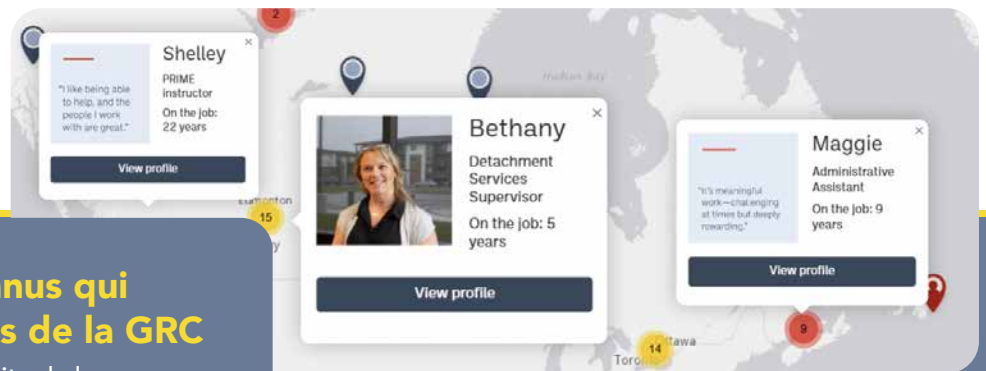 2
Shelley
PRIME
instructor
On the job:
22 years
"I like being able
to help, and the
people I work
with are great."
View profile
Hudson Bay
Bethany
Detachment
Services
Supervisor
On the job: 5
years
View profile
Maggie
Administrative
Assistant
On the job: 9
years
"It's meaningful
work—challenging
at times but deeply
rewarding."
View profile
Edmonton
15
9
14
Toro
tawa
nus qui
s de la GRC